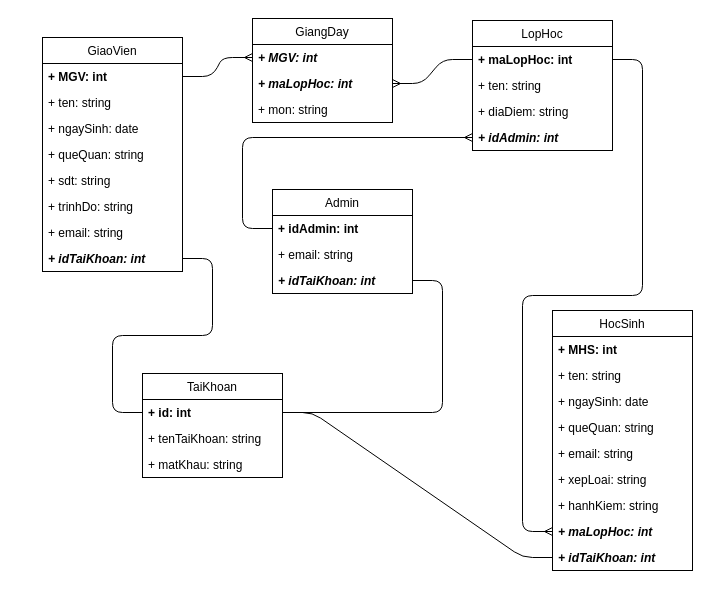 GiaoVien
+ MGV: int
+ ten: string
+ ngaySinh: date
+ queQuan: string
+ sdt: string
+ trinhDo: string
+ email: string
+ idTaiKhoan: int
GiangDay
+ MGV: int
+ maLopHoc: int
+ mon: string
LopHoc
+ maLopHoc: int
+ ten: string
+ diaDiem: string
+ idAdmin: int
Admin
+ idAdmin: int
+ email: string
+ idTaiKhoan: int
TaiKhoan
+ id: int
+ tenTaiKhoan: string
+ matKhau: string
HocSinh
+ MHS: int
+ ten: string
+ ngaySinh: date
+ queQuan: string
+ email: string
+ xepLoai: string
+ hanhKiem: string
+ maLopHoc: int
+ idTaiKhoan: int